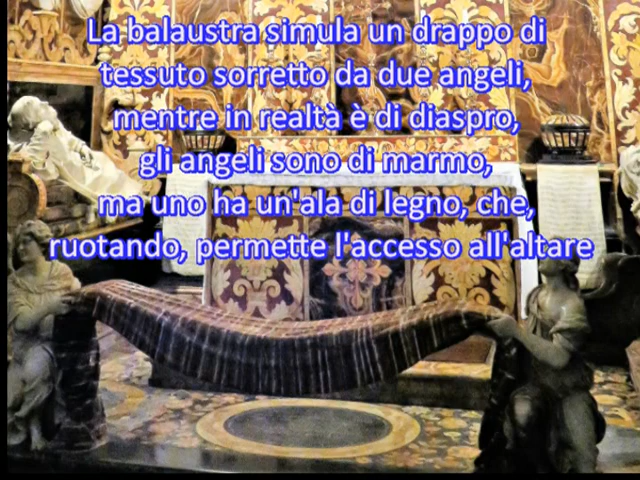 La balaustra simula un drappo di
tessuto sorretto da due angeli,
mentre in realtà è di diaspro,
gli angeli sono di marmo,
ma uno ha un'ala di legno, che,
ruotando, permette l'accesso all'altare